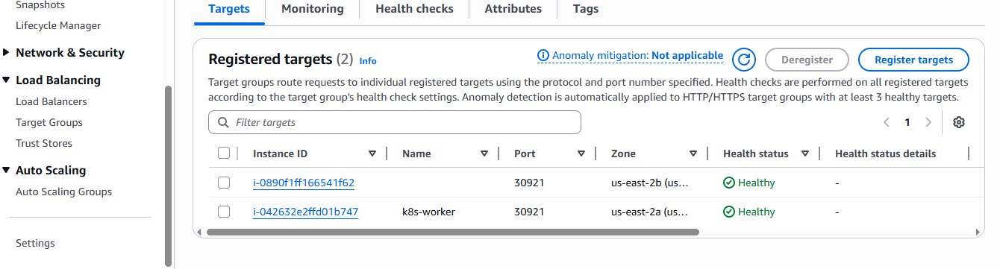 Snapshots
Lifecycle Manager
Network & Security
Load Balancing
Load Balancers
Target Groups
Trust Stores
Auto Scaling
Auto Scaling Groups
Settings
Targets Monitoring Health checks Attributes Tags
Registered targets (2) Info Anomaly mitigation: Not applicable Deregister Register targets
Target groups route requests to individual registered targets using the protocol and port number specified. Health checks are performed on all registered targets
according to the target group's health check settings. Anomaly detection is automatically applied to HTTP/HTTPS target groups with at least 3 healthy targets.
Filter targets 1
Instance ID Name Port Zone Health status Health status details
i-0890f1ff166541f62 30921 us-east-2b (us... Healthy -
i-042632e2ffd01b747 k8s-worker 30921 us-east-2a (us... Healthy -